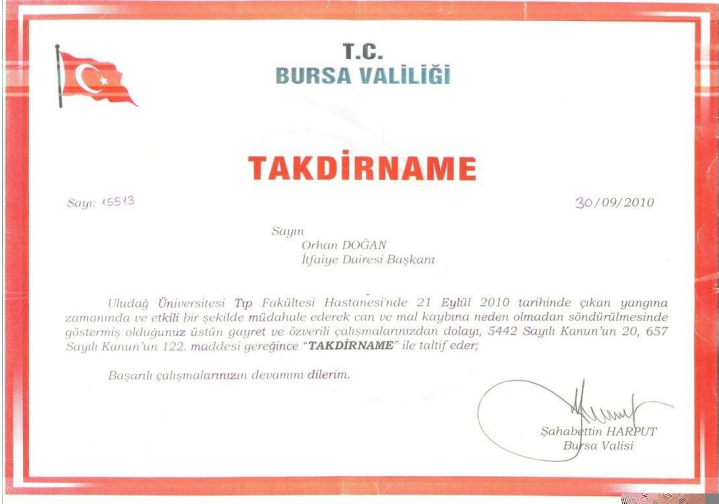 T.C.
BURSA VALİLİĞİ
TAKDİRNAME
Sayı: 15513
30/09/2010
Sayın
Orhan DOĞAN
İtfaiye Dairesi Başkanı
Uludağ Üniversitesi Tıp Fakültesi Hastanesi'nde 21 Eylül 2010 tarihinde çıkan yangına
zamanında ve etkili bir şekilde müdahale ederek can ve mal kaybına neden olmadan söndürülmesinde
göstermiş olduğunuz üstün gayret ve özverili çalışmalarınızdan dolayı, 5442 Sayılı Kanun'un 20, 657
Sayılı Kanun'un 122. maddesi gereğince "TAKDİRNAME" ile taltif eder;
Başarılı çalışmalarınızın devamını dilerim.
Şahabettin HARPUT
Bursa Valisi